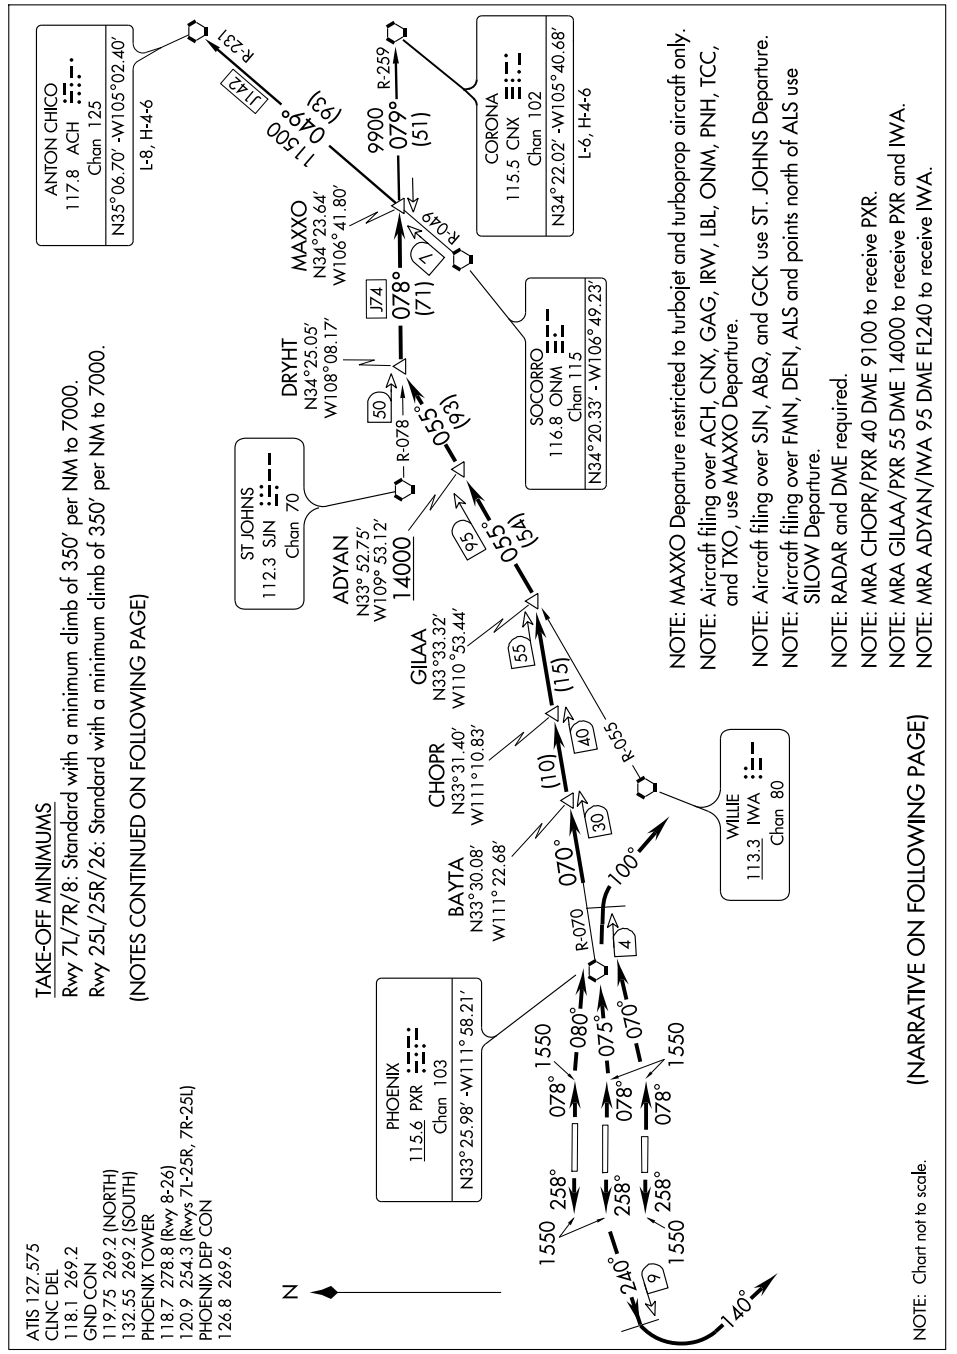 ATIS 127.575
CLNC DEL
118.1 269.2
GND CON
119.75 269.2 (NORTH)
132.55 269.2 (SOUTH)
PHOENIX TOWER
118.7 278.8 (Rwy 8-26)
120.9 254.3 (Rwys 7L-25R, 7R-25L)
PHOENIX DEP CON
126.8 269.6
TAKE-OFF MINIMUMS
Rwy 7L/7R/8: Standard with a minimum climb of 350' per NM to 7000.
Rwy 25L/25R/26: Standard with a minimum climb of 350' per NM to 7000.
(NOTES CONTINUED ON FOLLOWING PAGE)
ANTON CHICO
117.8 ACH
Chan 125
N35°06.70' -W105°02.40'
L-8, H-4-6
R-231
J142
11500
049°
(93)
R-259
9900
079°
(51)
CORONA
115.5 CNX
Chan 102
N34°22.02' -W105°40.68'
L-6, H-4-6
MAXXO
N34°23.64'
W106°41.80'
R-049
7
J74
078°
(71)
DRYHT
N34°25.05'
W108°08.17'
50
R-078
ST JOHNS
112.3 SJN
Chan 70
SOCORRO
116.8 ONM
Chan 115
N34°20.33' - W106°49.23'
055°
(93)
ADYAN
N33° 52.75'
W109° 53.12'
14000
95
055°
(54)
GILAA
N33°33.32'
W110°53.44'
55
(15)
CHOPR
N33°31.40'
W111°10.83'
40
(10)
BAYTA
N33°30.08'
W111° 22.68'
30
R-055
WILLIE
113.3 IWA
Chan 80
070°
R-070
100°
4
PHOENIX
115.6 PXR
Chan 103
N33°25.98' -W111°58.21'
1550
078°
080°
075°
078°
070°
1550
078°
258°
258°
258°
1550
1550
240°
9
140°
N
NOTE: MAXXO Departure restricted to turbojet and turboprop aircraft only.
NOTE: Aircraft filing over ACH, CNX, GAG, IRW, LBL, ONM, PNH, TCC,
and TXO, use MAXXO Departure.
NOTE: Aircraft filing over SJN, ABQ, and GCK use ST. JOHNS Departure.
NOTE: Aircraft filing over FMN, DEN, ALS and points north of ALS use
SILOW Departure.
NOTE: RADAR and DME required.
NOTE: MRA CHOPR/PXR 40 DME 9100 to receive PXR.
NOTE: MRA GILAA/PXR 55 DME 14000 to receive PXR and IWA.
NOTE: MRA ADYAN/IWA 95 DME FL240 to receive IWA.
NOTE: Chart not to scale.
(NARRATIVE ON FOLLOWING PAGE)